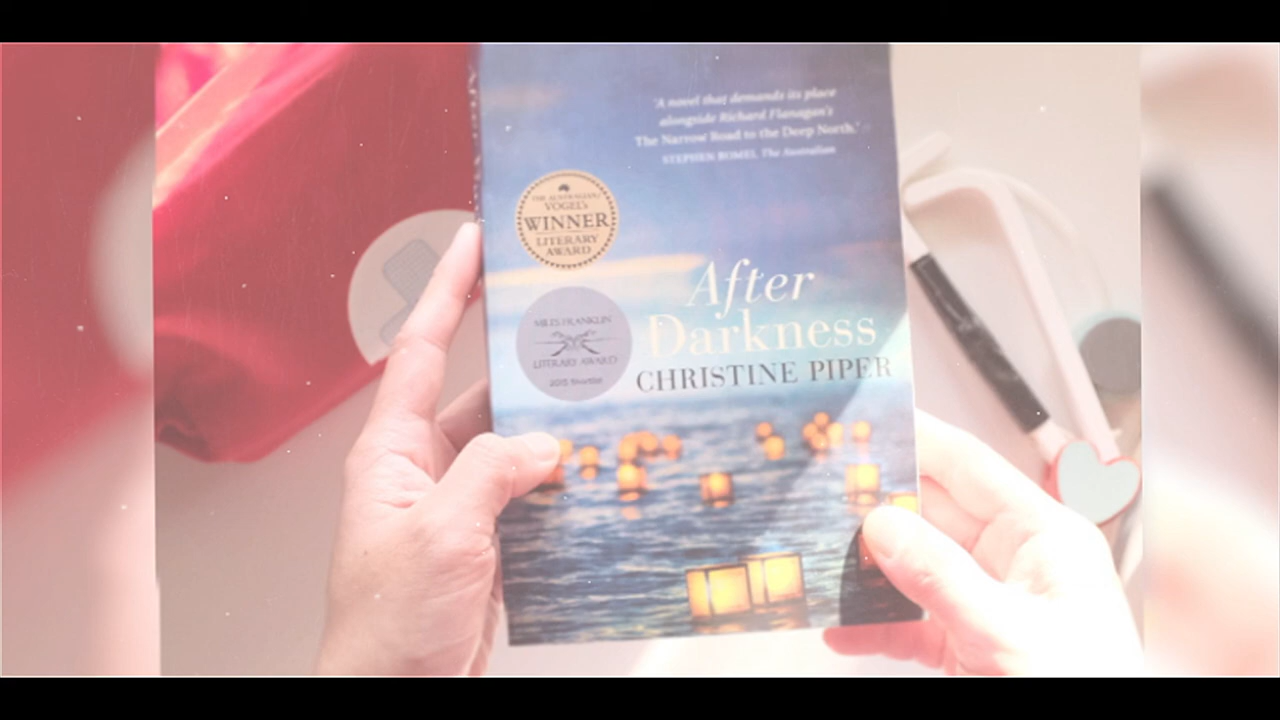 'A novel that demands its place
alongside Richard Flanagan's
The Narrow Road to the Deep North.'
STEPHEN ROMEI, The Australian
THE AUSTRALIAN
VOGEL'S
WINNER
LITERARY
AWARD
After
Darkness
MILES FRANKLIN
LITERARY AWARD
2015 Shortlist
CHRISTINE PIPER